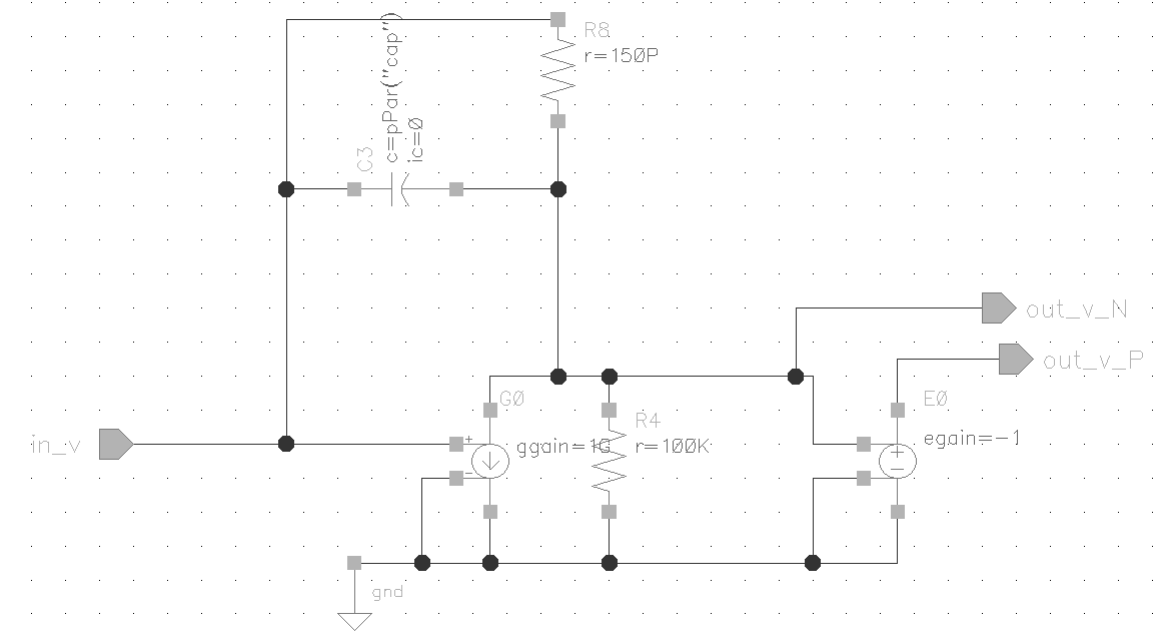 R8
r=150P
C3
c=pPar("cap")
ic=0
out_v_N
out_v_P
G0
E0
R4
in_v
+
-
ggain=1G
r=100K
+
-
egain=-1
gnd